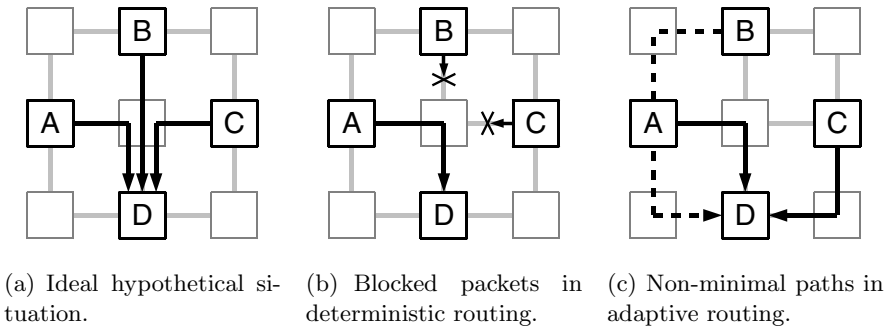 B
A
C
D
(a) Ideal hypothetical si-
tuation.
B
A
C
D
(b) Blocked packets in
deterministic routing.
B
A
C
D
(c) Non-minimal paths in
adaptive routing.